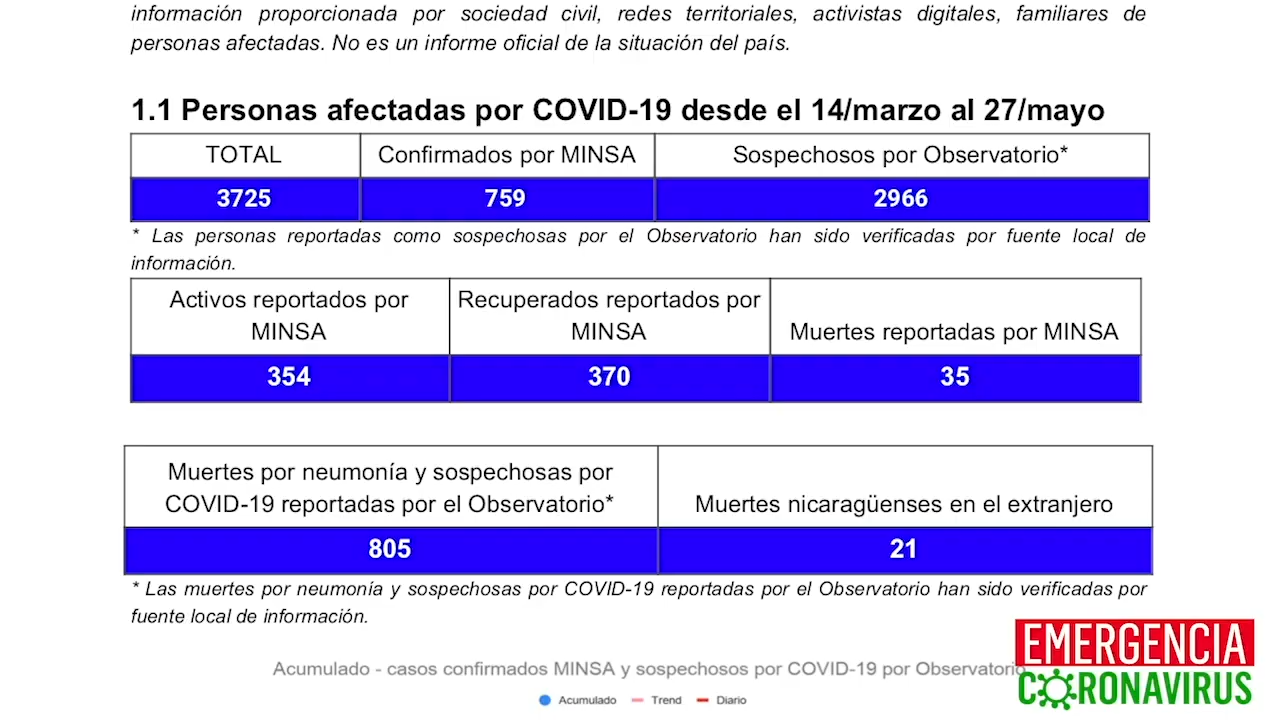 información proporcionada por sociedad civil, redes territoriales, activistas digitales, familiares de
personas afectadas. No es un informe oficial de la situación del país.
1.1 Personas afectadas por COVID-19 desde el 14/marzo al 27/mayo
TOTAL Confirmados por MINSA Sospechosos por Observatorio*
3725 759 2966
* Las personas reportadas como sospechosas por el Observatorio han sido verificadas por fuente local de
información.
Activos reportados por
MINSA
Recuperados reportados por
MINSA
Muertes reportadas por MINSA
354 370 35
Muertes por neumonía y sospechosas por
COVID-19 reportadas por el Observatorio*
Muertes nicaragüenses en el extranjero
805 21
* Las muertes por neumonía y sospechosas por COVID-19 reportadas por el Observatorio han sido verificadas por
fuente local de información.
Acumulado - casos confirmados MINSA y sospechosos por COVID-19 por Observatorio
Acumulado Trend Diario
EMERGENCIA
CORONAVIRUS